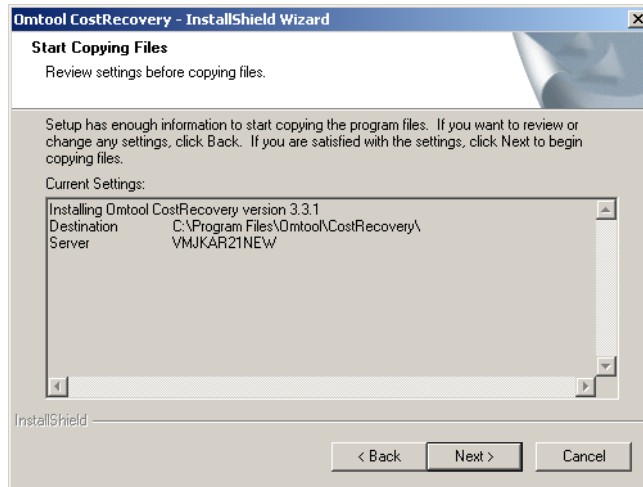 Omtool CostRecovery - InstallShield Wizard
Start Copying Files
Review settings before copying files.
Setup has enough information to start copying the program files. If you want to review or
change any settings, click Back. If you are satisfied with the settings, click Next to begin
copying files.
Current Settings:
Installing Omtool CostRecovery version 3.3.1
Destination C:\Program Files\Omtool\CostRecovery\
Server VMJKAR21NEW
InstallShield
< Back Next > Cancel